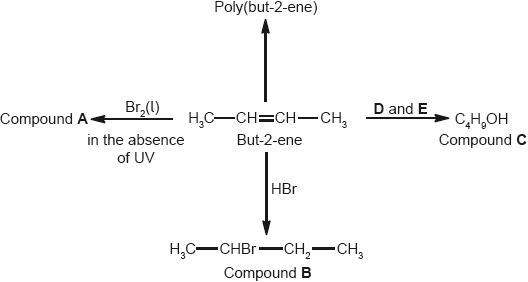 Poly(but-2-ene)
Br₂(l)
Compound A
in the absence
of UV
H₃C—CH=CH—CH₃
But-2-ene
D and E
C₄H₉OH
Compound C
HBr
H₃C—CHBr—CH₂—CH₃
Compound B